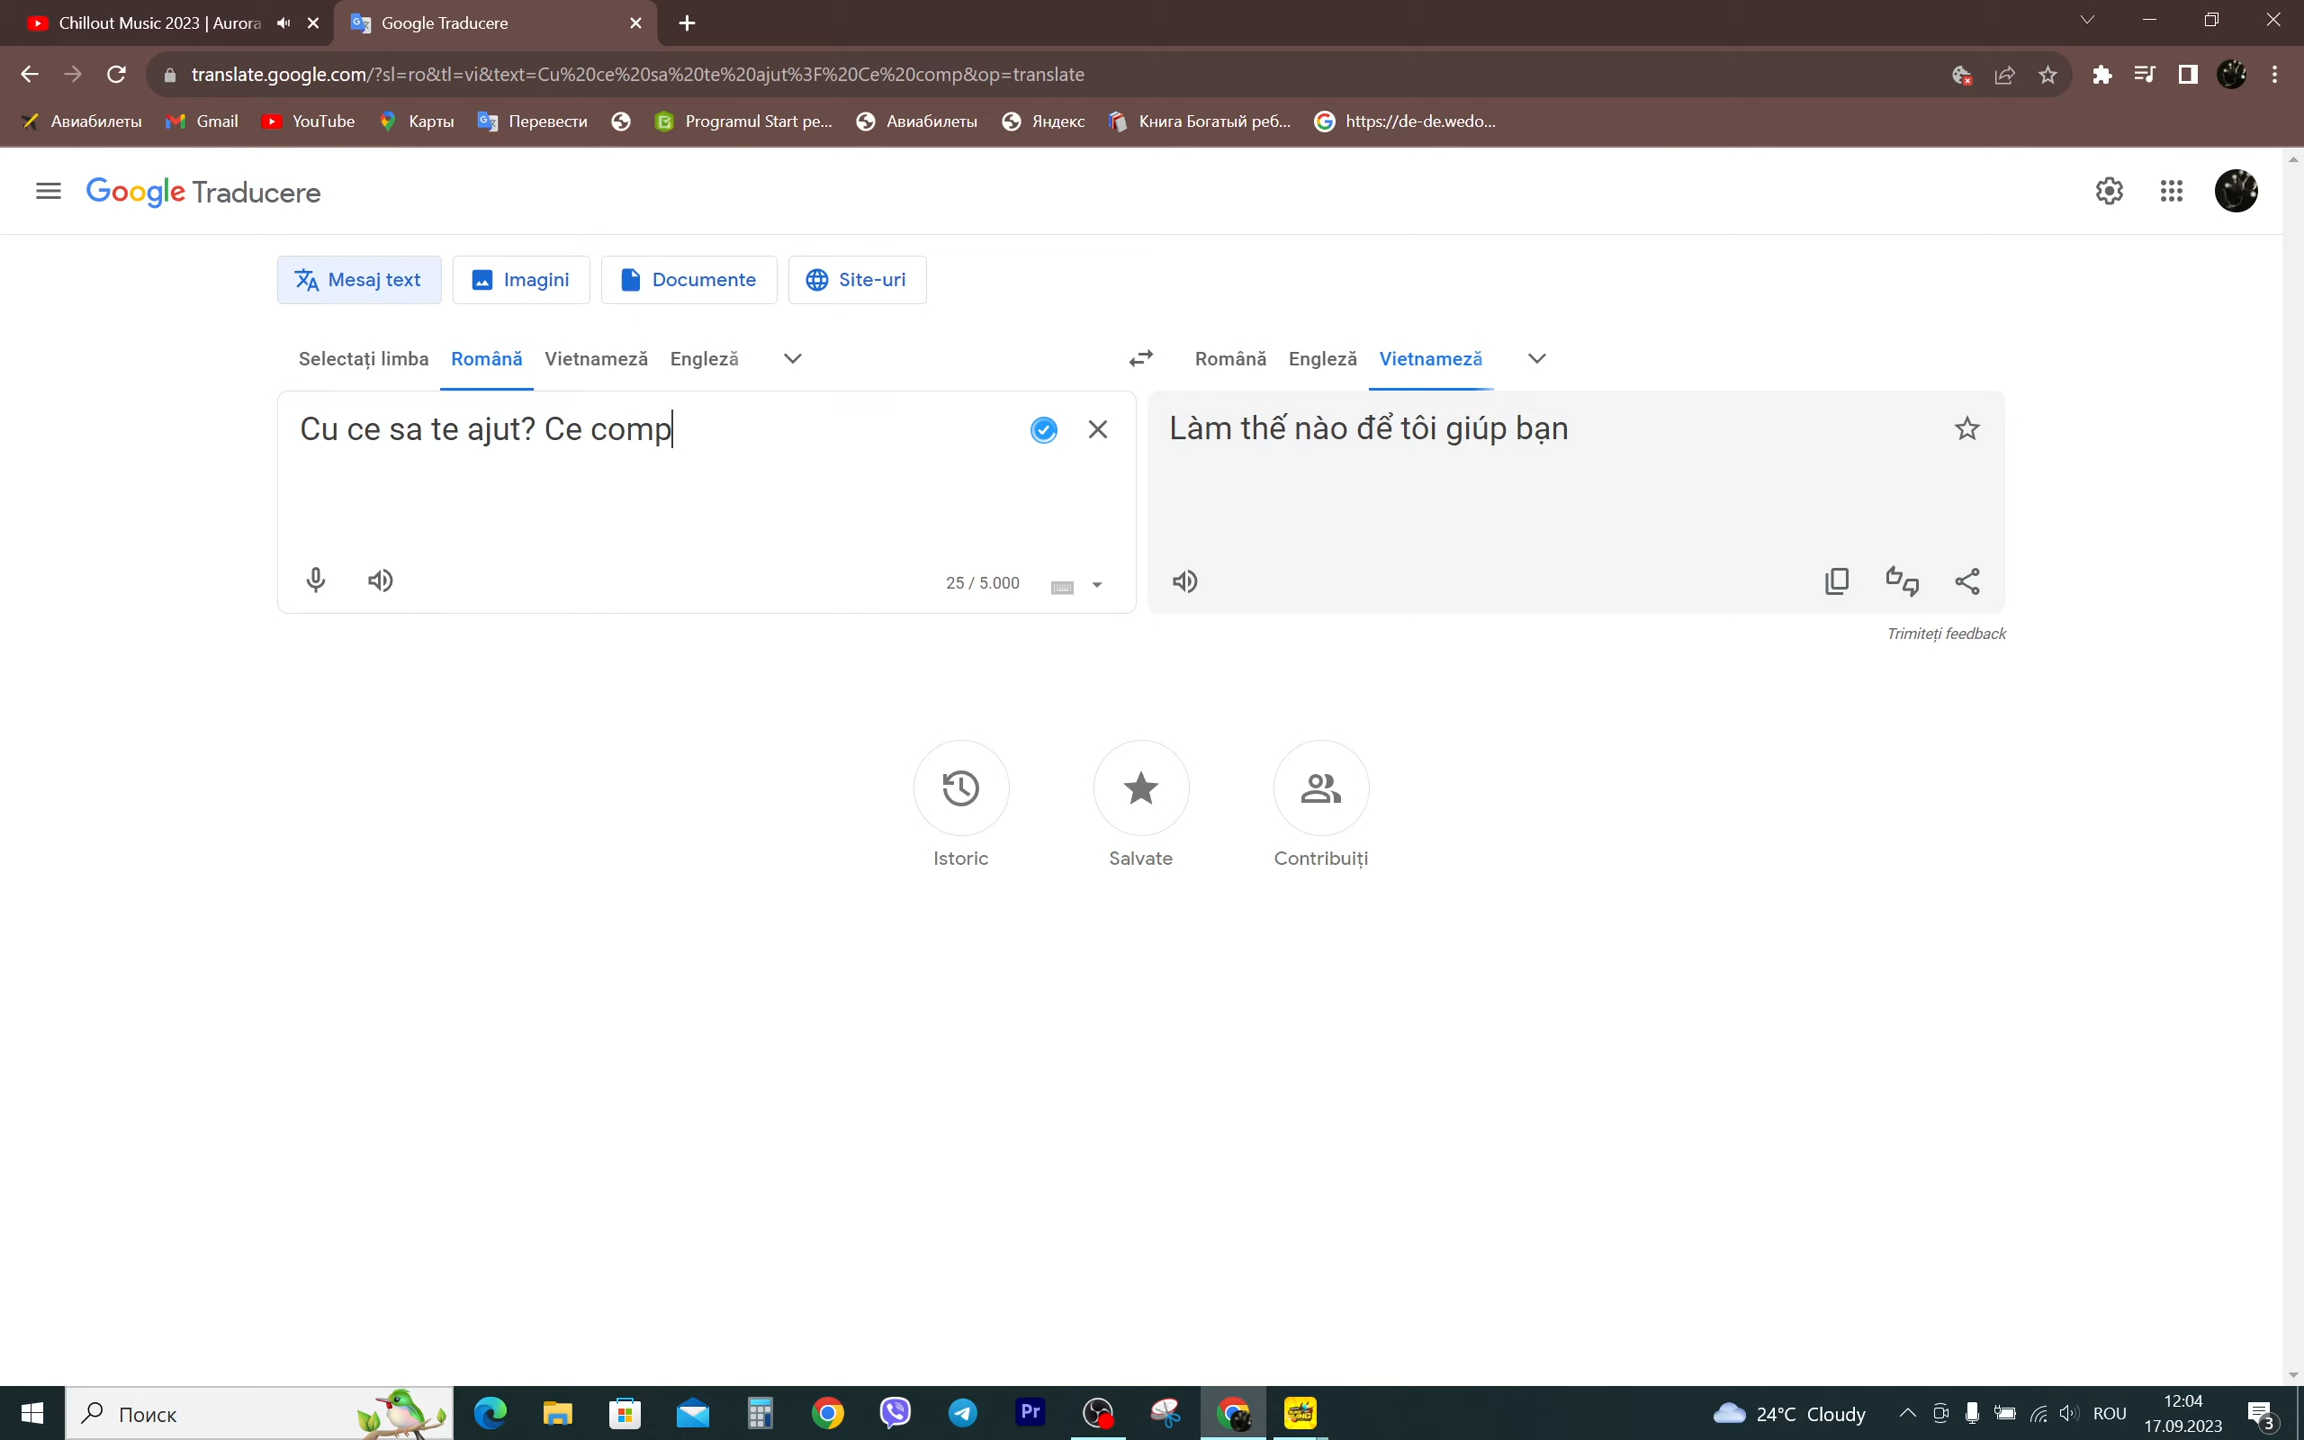 Chillout Music 2023 | Aurora
Google Traducere
translate.google.com/?sl=ro&tl=vi&text=Cu%20ce%20sa%20te%20ajut%3F%20Ce%20comp&op=translate
Авиабилеты
Gmail
YouTube
Карты
Перевести
Programul Start pe...
Авиабилеты
Яндекс
Книга Богатый реб...
https://de-de.wedo...
Google Traducere
Mesaj text
Imagini
Documente
Site-uri
Selectați limba
Română
Vietnameză
Engleză
Română
Engleză
Vietnameză
Cu ce sa te ajut? Ce comp
Làm thế nào để tôi giúp bạn
25 / 5.000
Trimiteți feedback
Istoric
Salvate
Contribuiți
Поиск
Pr
24°C Cloudy
ROU
12:04
17.09.2023
3